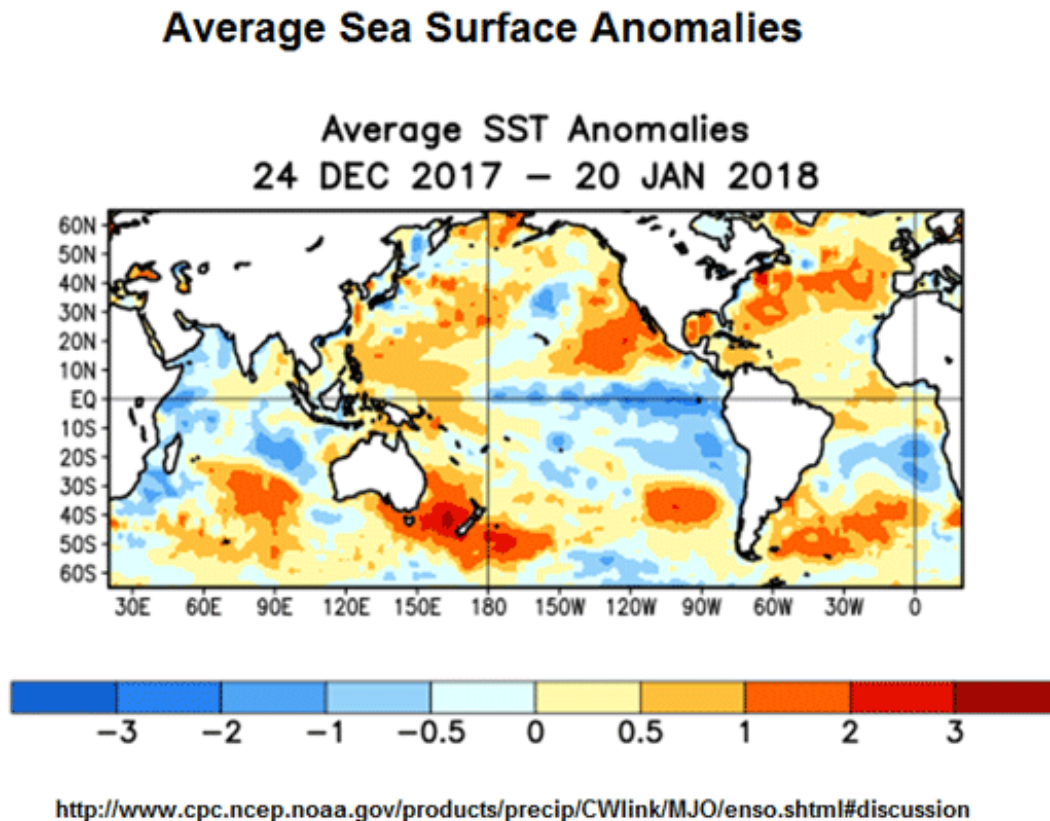 Average Sea Surface Anomalies
Average SST Anomalies
24 DEC 2017 – 20 JAN 2018
60N
50N
40N
30N
20N
10N
EQ
10S
20S
30S
40S
50S
60S
30E 60E 90E 120E 150E 180 150W 120W 90W 60W 30W 0
−3 −2 −1 −0.5 0 0.5 1 2 3
http://www.cpc.ncep.noaa.gov/products/precip/CWlink/MJO/enso.shtml#discussion